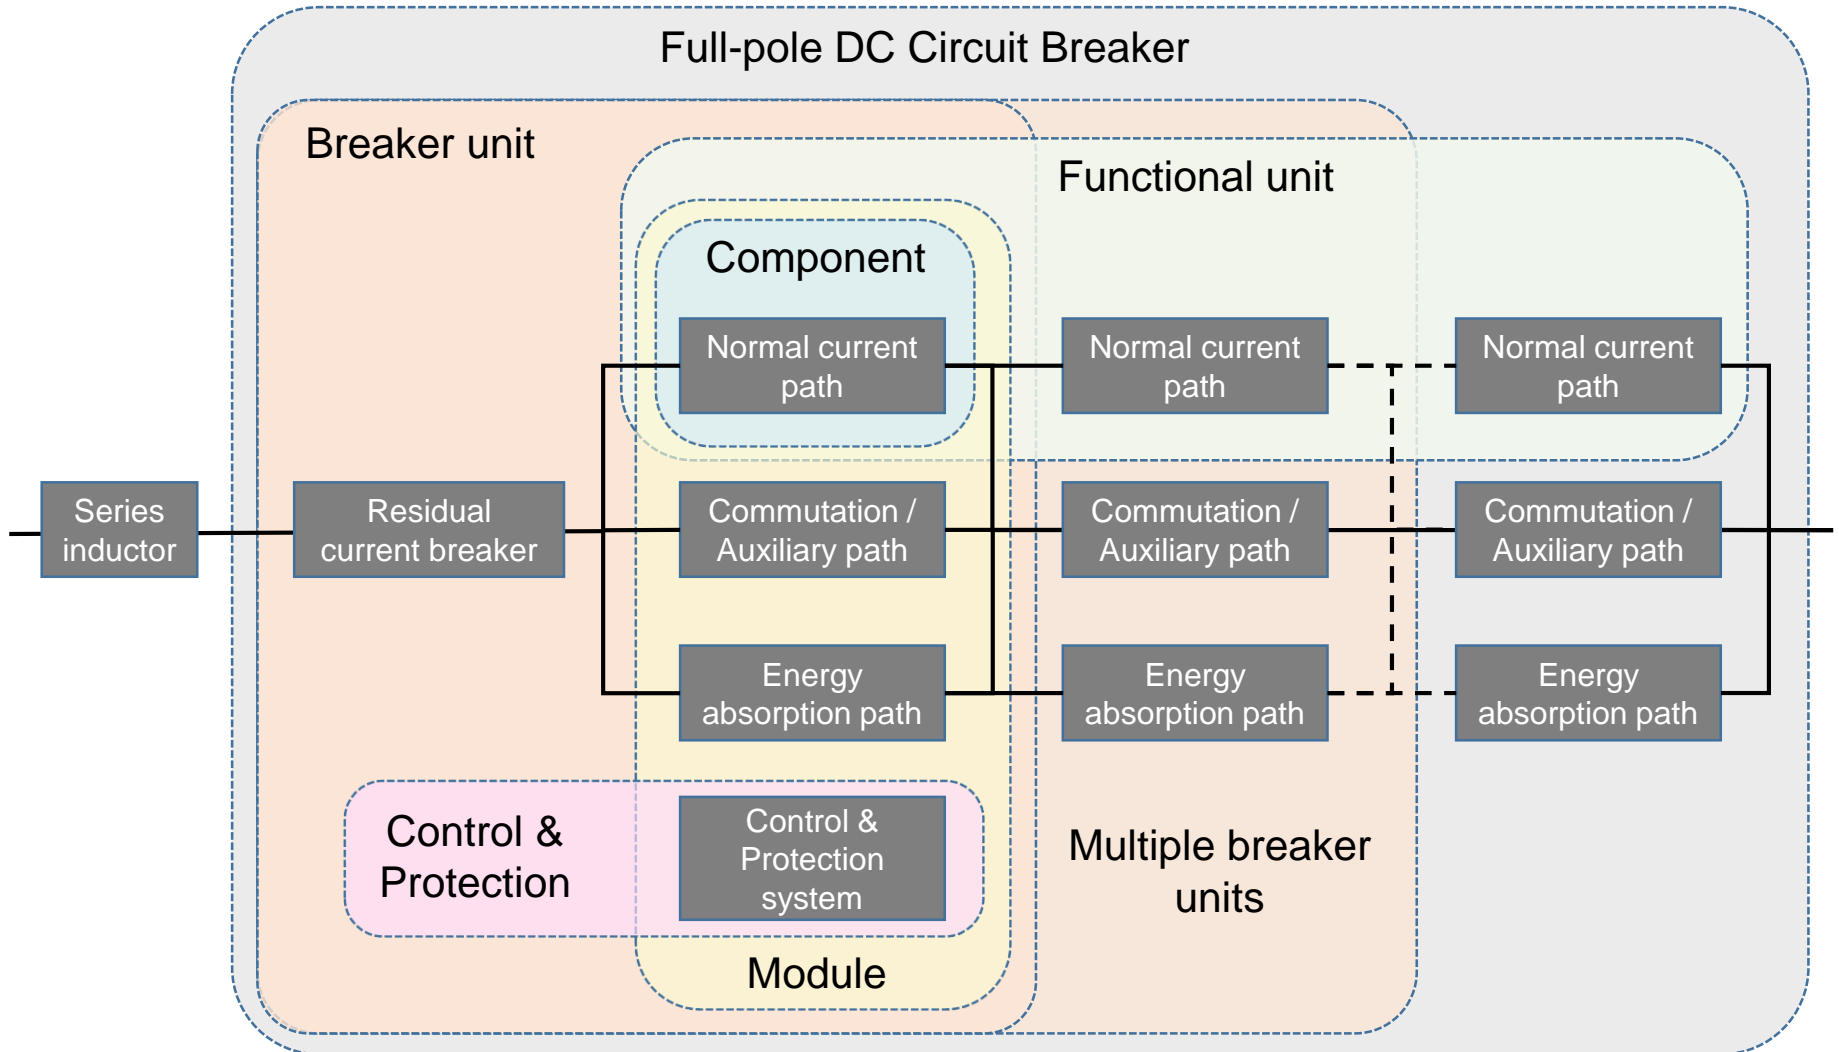 Full-pole DC Circuit Breaker
Breaker unit
Functional unit
Component
Normal current
path
Normal current
path
Normal current
path
Series
inductor
Residual
current breaker
Commutation /
Auxiliary path
Commutation /
Auxiliary path
Commutation /
Auxiliary path
Energy
absorption path
Energy
absorption path
Energy
absorption path
Control &
Protection
Control &
Protection
system
Multiple breaker
units
Module